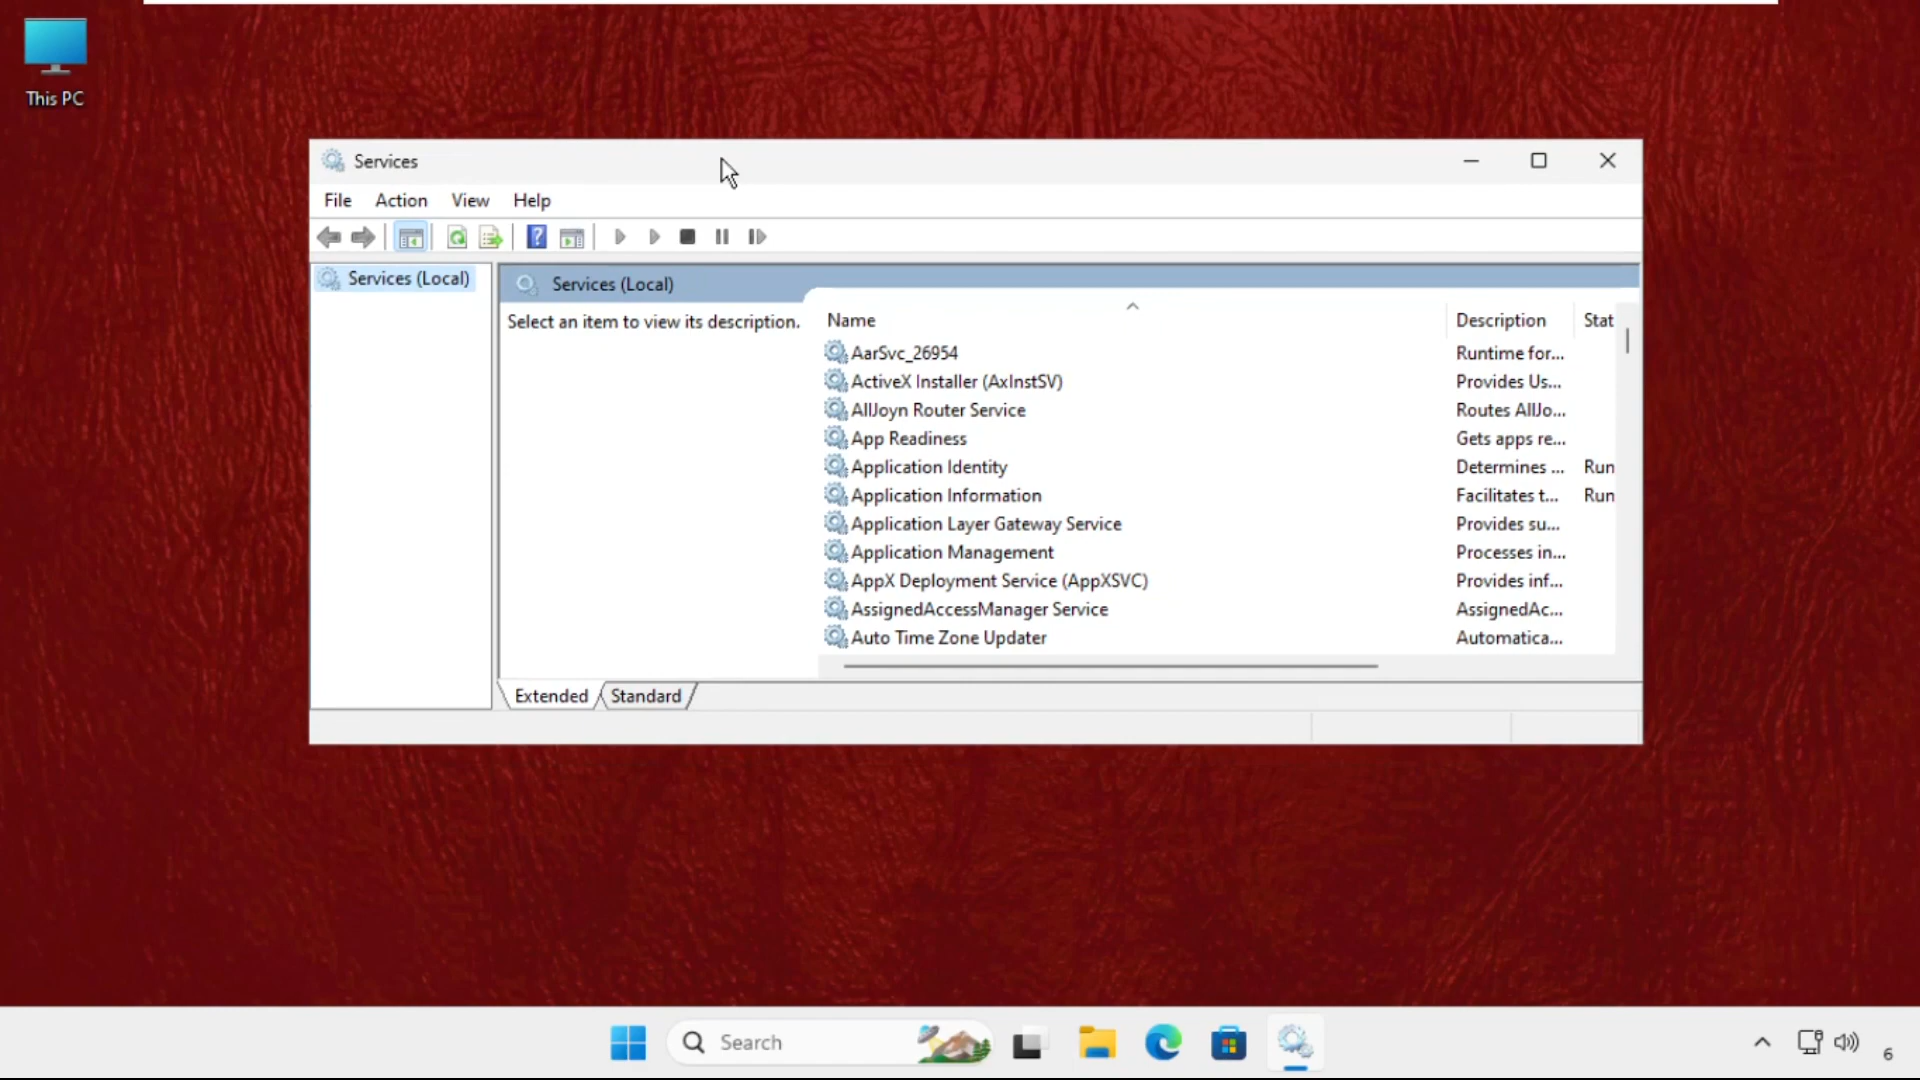 This PC
Services
File Action View Help
Services (Local)
Services (Local)
Select an item to view its description.
Name Description Stat
AarSvc_26954 Runtime for...
ActiveX Installer (AxInstSV) Provides Us...
AllJoyn Router Service Routes AllJo...
App Readiness Gets apps re...
Application Identity Determines ... Run
Application Information Facilitates t... Run
Application Layer Gateway Service Provides su...
Application Management Processes in...
AppX Deployment Service (AppXSVC) Provides inf...
AssignedAccessManager Service AssignedAc...
Auto Time Zone Updater Automatica...
Extended Standard
Search
6